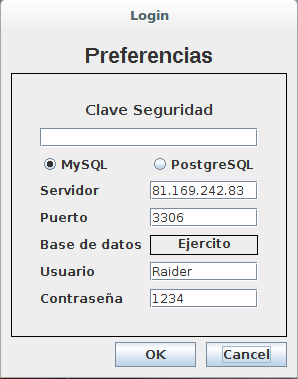 Login
Preferencias
Clave Seguridad
MySQL PostgreSQL
Servidor 81.169.242.83
Puerto 3306
Base de datos Ejercito
Usuario Raider
Contraseña 1234
OK Cancel